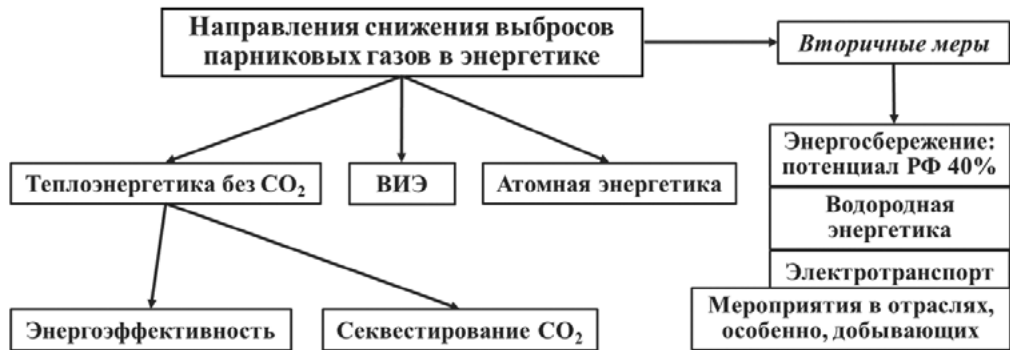 Направления снижения выбросов
парниковых газов в энергетике
Вторичные меры
Теплоэнергетика без CO₂
ВИЭ
Атомная энергетика
Энергосбережение:
потенциал РФ 40%
Водородная
энергетика
Электротранспорт
Мероприятия в отраслях,
особенно, добывающих
Энергоэффективность
Секвестирование CO₂